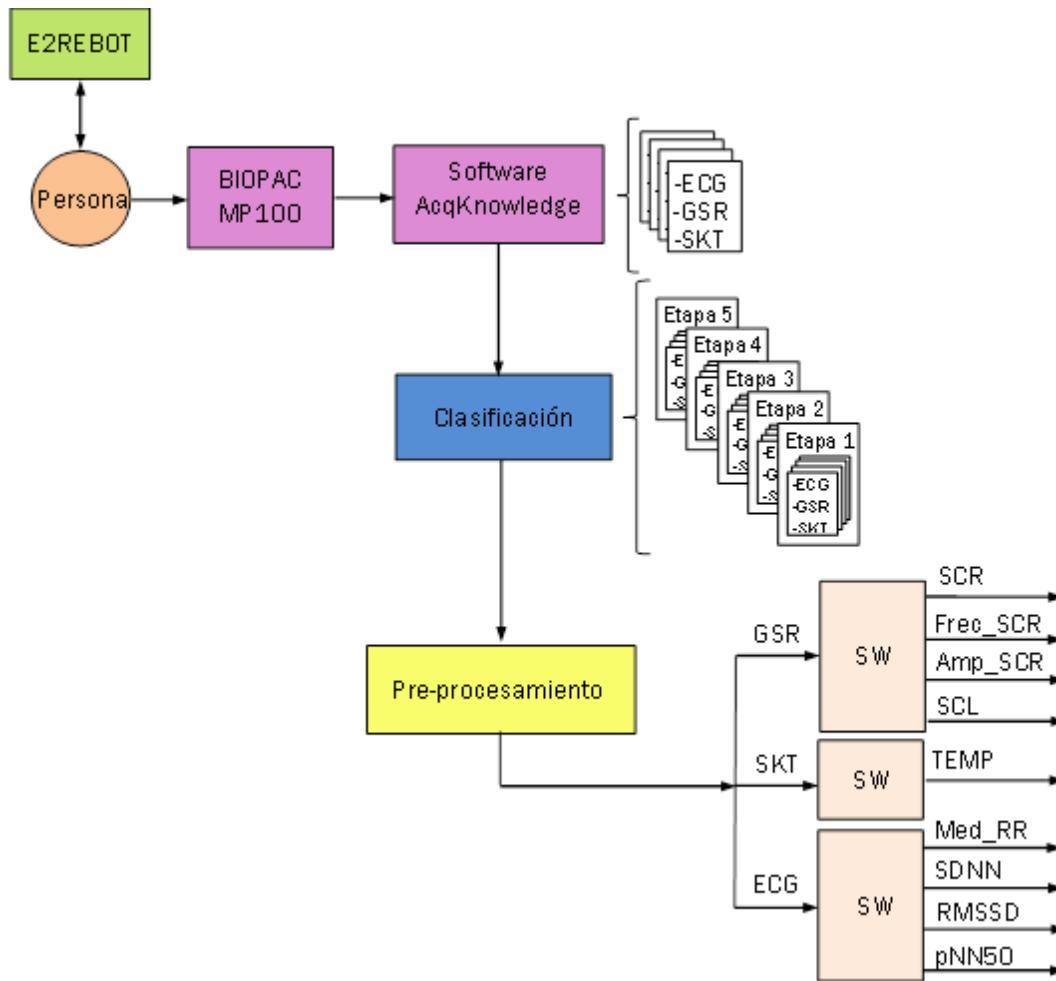 E2REBOT
Persona
BIOPAC
MP100
Software
AcqKnowledge
-ECG
-GSR
-SKT
Clasificación
Etapa 5
-E
-G
-S
Etapa 4
-E
-G
-S
Etapa 3
-E
-G
-S
Etapa 2
-E
-G
-S
Etapa 1
-ECG
-GSR
-SKT
Pre-procesamiento
GSR
SW
SCR
Frec_SCR
Amp_SCR
SCL
SKT
SW
TEMP
ECG
SW
Med_RR
SDNN
RMSSD
pNN50